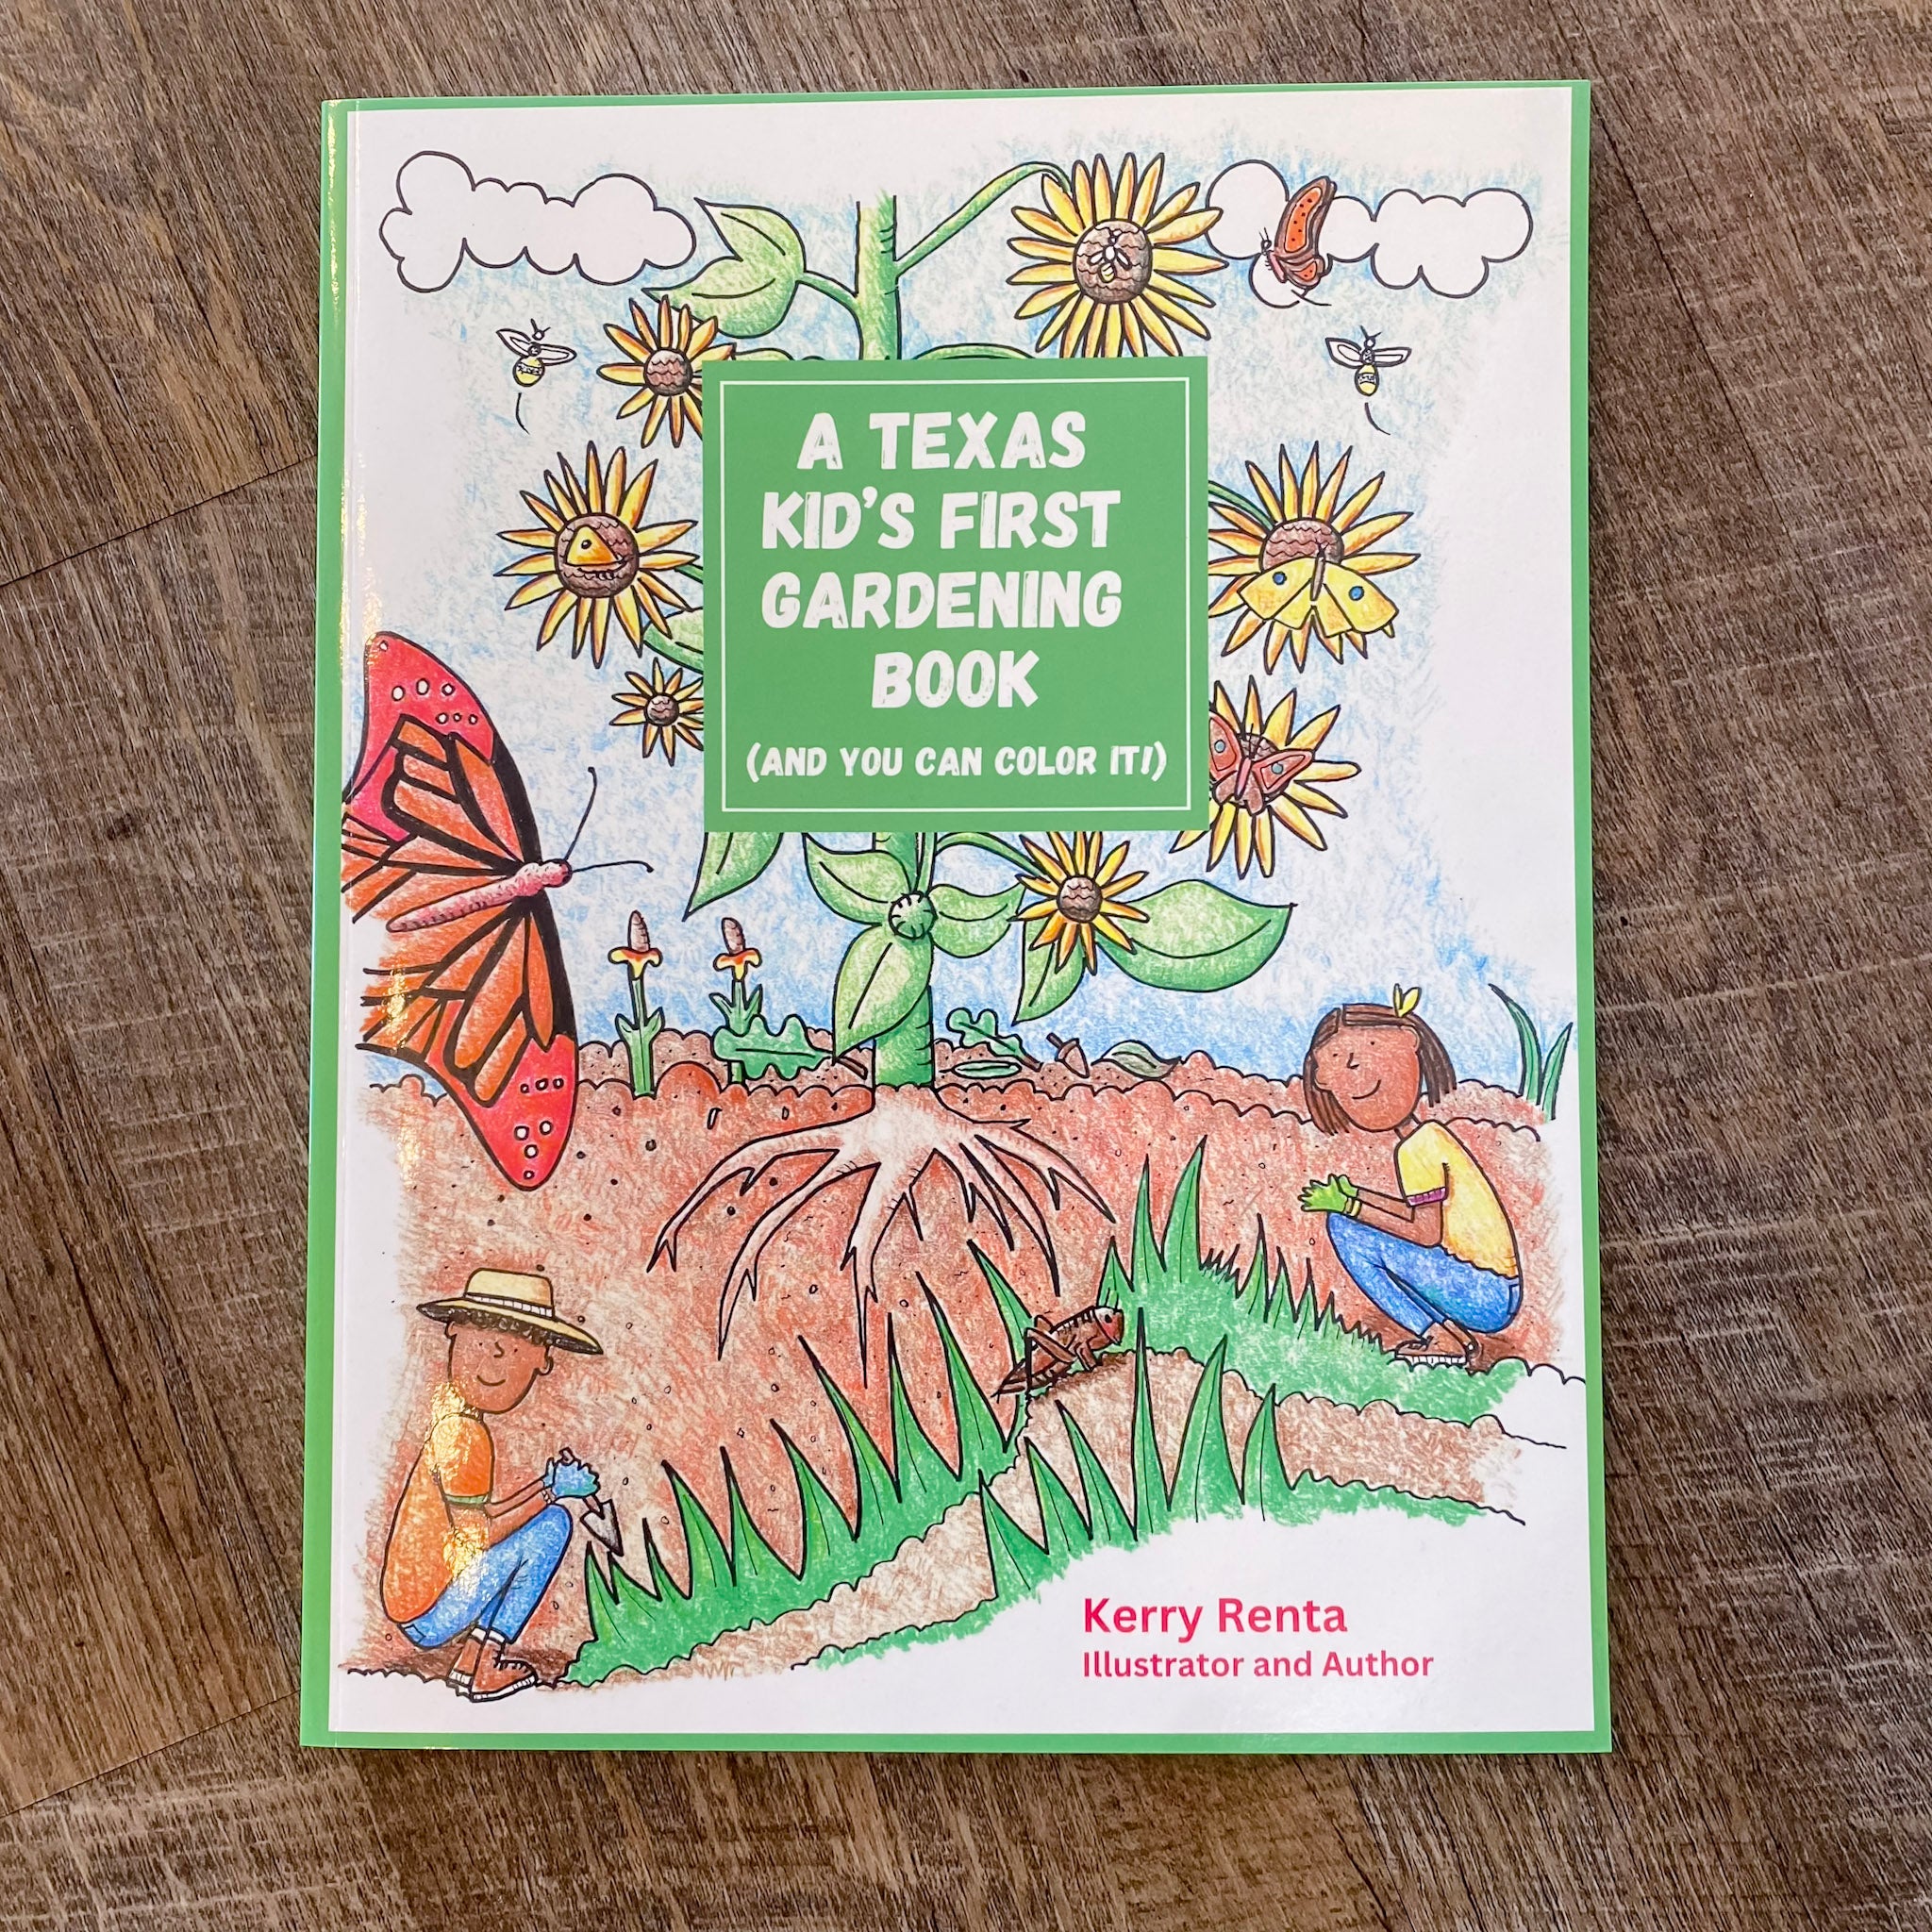 A TEXAS
KID'S FIRST
GARDENING
BOOK
(AND YOU CAN COLOR IT!)
Kerry Renta
Illustrator and Author